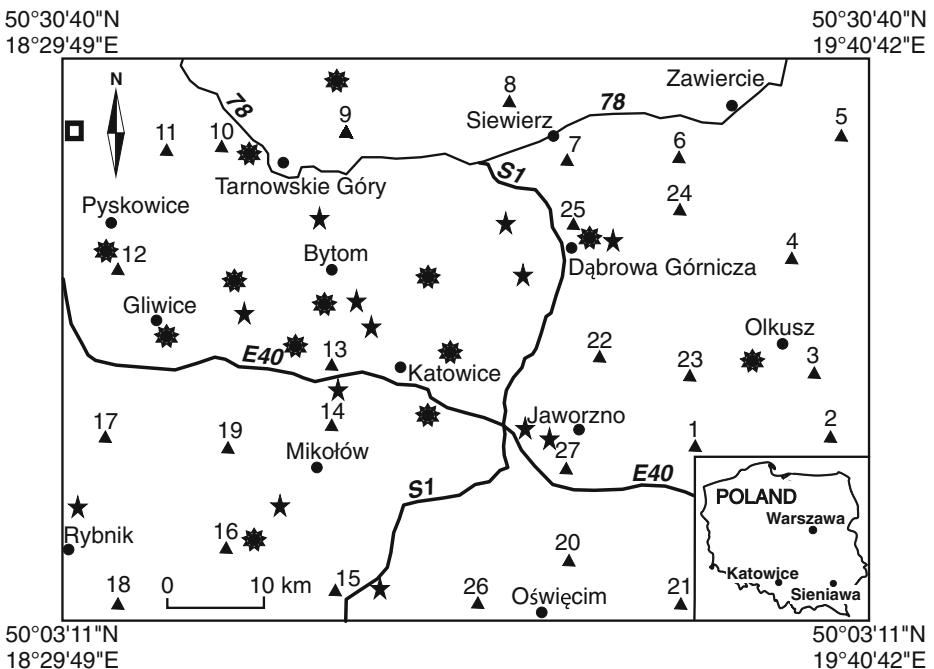 50°30'40"N
18°29'49"E
50°30'40"N
19°40'42"E
N
78
8
Zawiercie
78
9
Siewierz
5
11
10
7
6
Tarnowskie Góry
S1
Pyskowice
24
25
12
Bytom
Dąbrowa Górnicza
4
Gliwice
E40
13
Katowice
22
Olkusz
23
3
17
14
Jaworzno
19
Mikołów
27
1
2
S1
E40
POLAND
Warszawa
Rybnik
16
20
Katowice
Sieniawa
18
0
10 km
15
26
Oświęcim
21
50°03'11"N
18°29'49"E
50°03'11"N
19°40'42"E